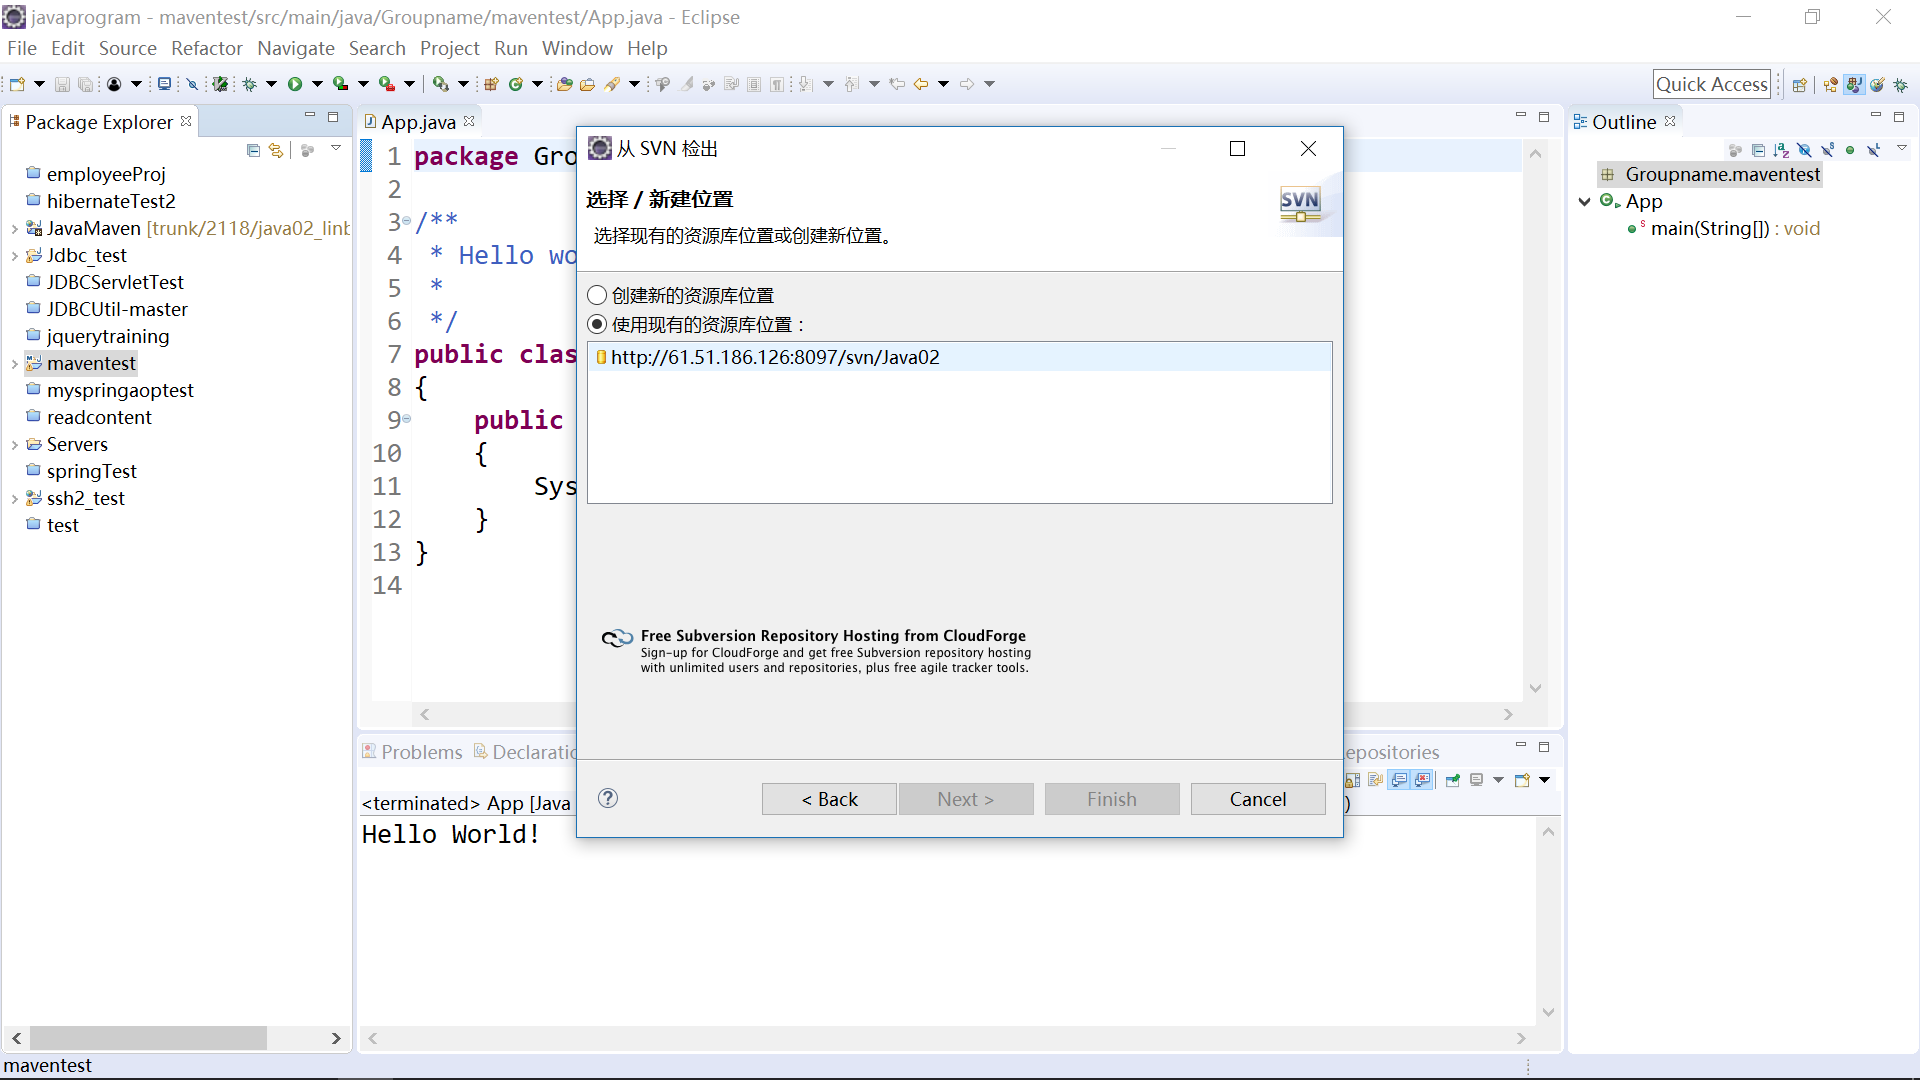 javaprogram - maventest/src/main/java/Groupname/maventest/App.java - Eclipse
File Edit Source Refactor Navigate Search Project Run Window Help
Quick Access
Package Explorer
employeeProj
hibernateTest2
JavaMaven [trunk/2118/java02_linb
Jdbc_test
JDBCServletTest
JDBCUtil-master
jquerytraining
maventest
myspringaoptest
readcontent
Servers
springTest
ssh2_test
test
App.java
1 package Gro
2
3 /**
4 * Hello wo
5 *
6 */
7 public clas
8 {
9 public
10 {
11 Sys
12 }
13 }
14
从 SVN 检出
选择 / 新建位置
SVN
选择现有的资源库位置或创建新位置。
创建新的资源库位置
使用现有的资源库位置：
http://61.51.186.126:8097/svn/Java02
Free Subversion Repository Hosting from CloudForge
Sign-up for CloudForge and get free Subversion repository hosting
with unlimited users and repositories, plus free agile tracker tools.
< Back Next > Finish Cancel
Outline
Groupname.maventest
App
main(String[]) : void
Problems Declaratio epositories
<terminated> App [Java )
Hello World!
maventest